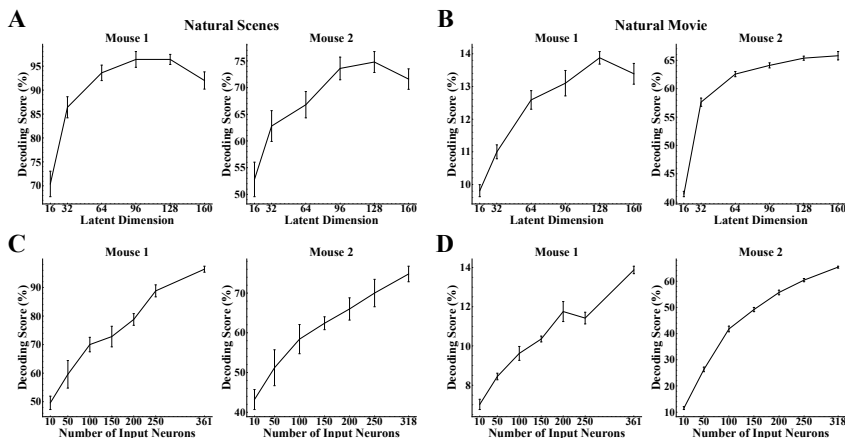 A
Natural Scenes
Mouse 1
Mouse 2
Decoding Score (%)
95
90
85
80
75
70
16 32 64 96 128 160
Latent Dimension
Decoding Score (%)
75
70
65
60
55
50
16 32 64 96 128 160
Latent Dimension
B
Natural Movie
Mouse 1
Mouse 2
Decoding Score (%)
14
13
12
11
10
16 32 64 96 128 160
Latent Dimension
Decoding Score (%)
65
60
55
50
45
40
16 32 64 96 128 160
Latent Dimension
C
Mouse 1
Mouse 2
Decoding Score (%)
90
80
70
60
50
10 50 100 150 200 250 361
Number of Input Neurons
Decoding Score (%)
70
60
50
40
10 50 100 150 200 250 318
Number of Input Neurons
D
Mouse 1
Mouse 2
Decoding Score (%)
14
12
10
8
10 50 100 150 200 250 361
Number of Input Neurons
Decoding Score (%)
60
50
40
30
20
10
10 50 100 150 200 250 318
Number of Input Neurons